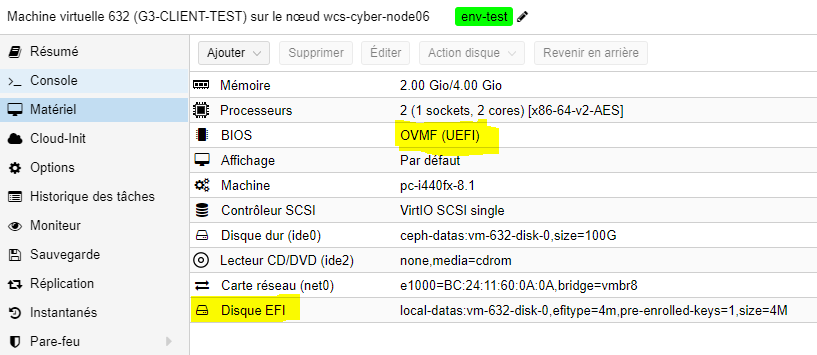 Machine virtuelle 632 (G3-CLIENT-TEST) sur le nœud wcs-cyber-node06 env-test
Résumé
Console
Matériel
Cloud-Init
Options
Historique des tâches
Moniteur
Sauvegarde
Réplication
Instantanés
Pare-feu
Ajouter Supprimer Éditer Action disque Revenir en arrière
Mémoire 2.00 Gio/4.00 Gio
Processeurs 2 (1 sockets, 2 cores) [x86-64-v2-AES]
BIOS OVMF (UEFI)
Affichage Par défaut
Machine pc-i440fx-8.1
Contrôleur SCSI VirtIO SCSI single
Disque dur (ide0) ceph-datas:vm-632-disk-0,size=100G
Lecteur CD/DVD (ide2) none,media=cdrom
Carte réseau (net0) e1000=BC:24:11:60:0A:0A,bridge=vmbr8
Disque EFI local-datas:vm-632-disk-0,efitype=4m,pre-enrolled-keys=1,size=4M